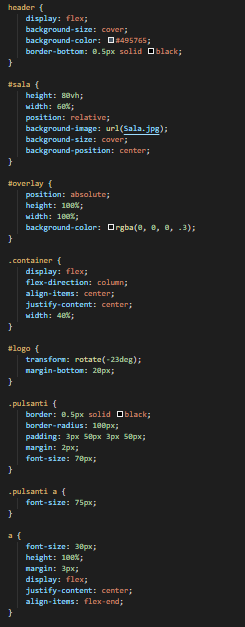 header {
display: flex;
background-size: cover;
background-color: #495765;
border-bottom: 0.5px solid black;
}
#sala {
height: 80vh;
width: 60%;
position: relative;
background-image: url(Sala.jpg);
background-size: cover;
background-position: center;
}
#overlay {
position: absolute;
height: 100%;
width: 100%;
background-color: rgba(0, 0, 0, .3);
}
.container {
display: flex;
flex-direction: column;
align-items: center;
justify-content: center;
width: 40%;
}
#logo {
transform: rotate(-23deg);
margin-bottom: 20px;
}
.pulsanti {
border: 0.5px solid black;
border-radius: 100px;
padding: 3px 50px 3px 50px;
margin: 2px;
font-size: 70px;
}
.pulsanti a {
font-size: 75px;
}
a {
font-size: 30px;
height: 100%;
margin: 3px;
display: flex;
justify-content: center;
align-items: flex-end;
}